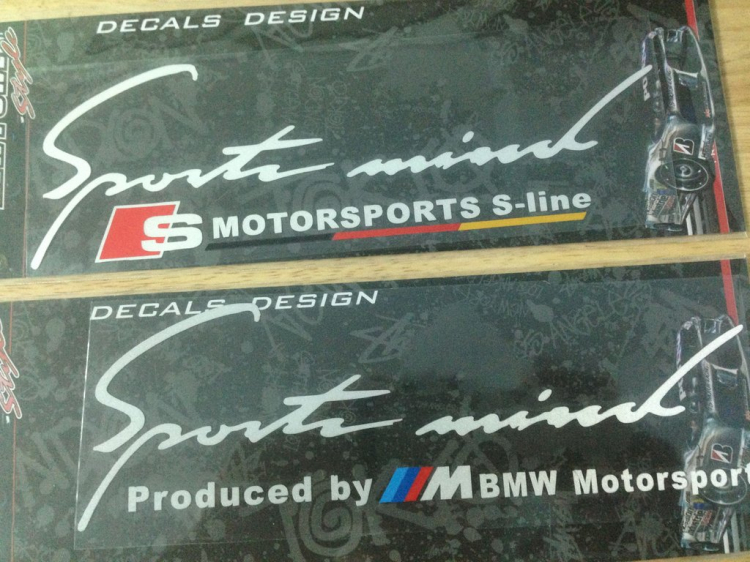 DECALS DESIGN
Sports mind
S MOTORSPORTS S-line
DECALS DESIGN
Sports mind
Produced by M BMW Motorsport